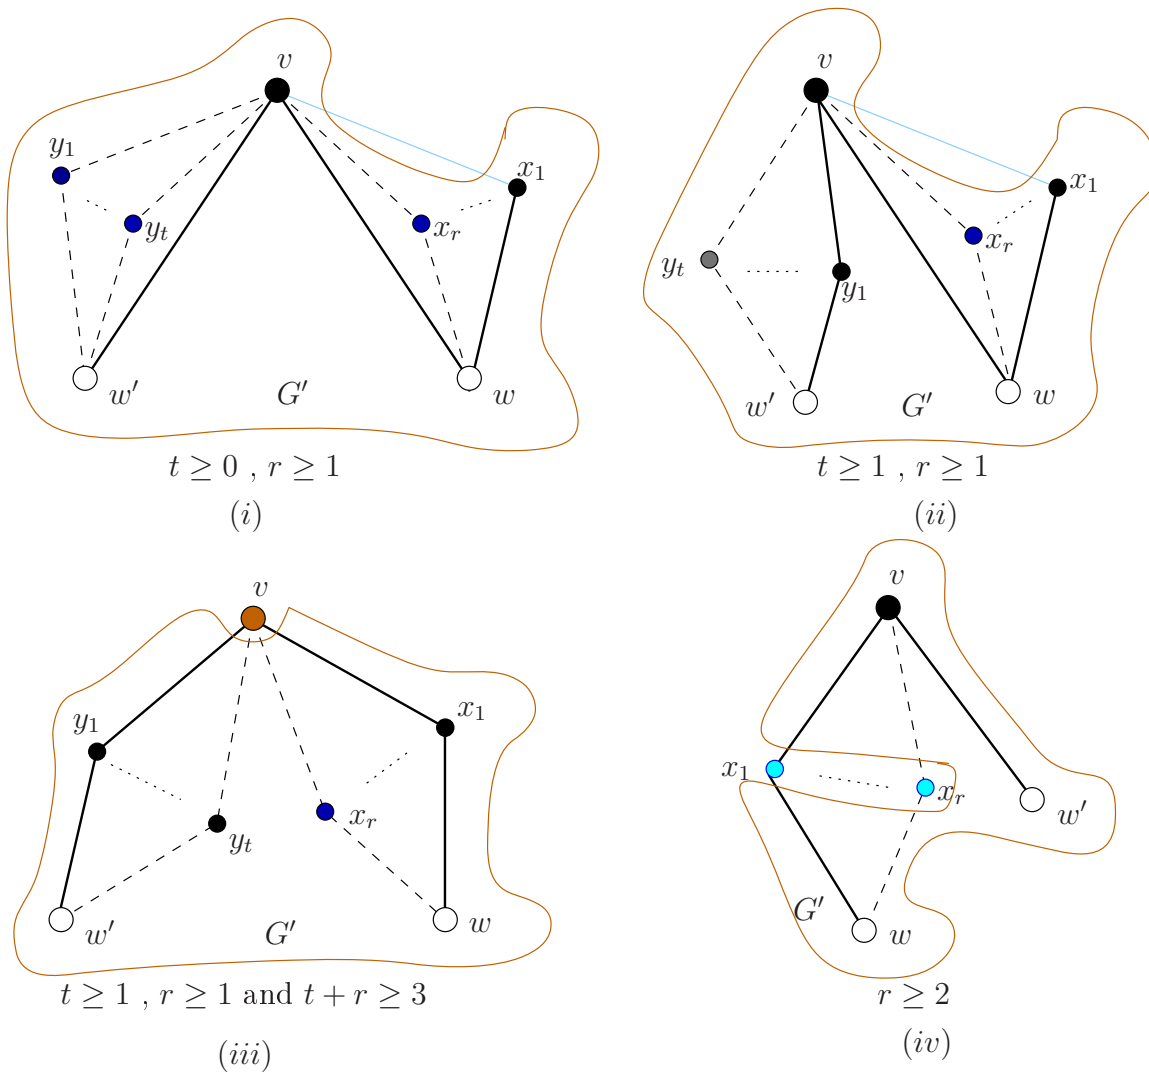 v
y₁
x₁
yₜ
xᵣ
w′
G′
w
t ≥ 0 , r ≥ 1
(i)
v
x₁
xᵣ
yₜ
y₁
w′
G′
w
t ≥ 1 , r ≥ 1
(ii)
v
y₁
x₁
xᵣ
yₜ
w′
G′
w
t ≥ 1 , r ≥ 1 and t + r ≥ 3
(iii)
v
x₁
xᵣ
w′
G′
w
r ≥ 2
(iv)